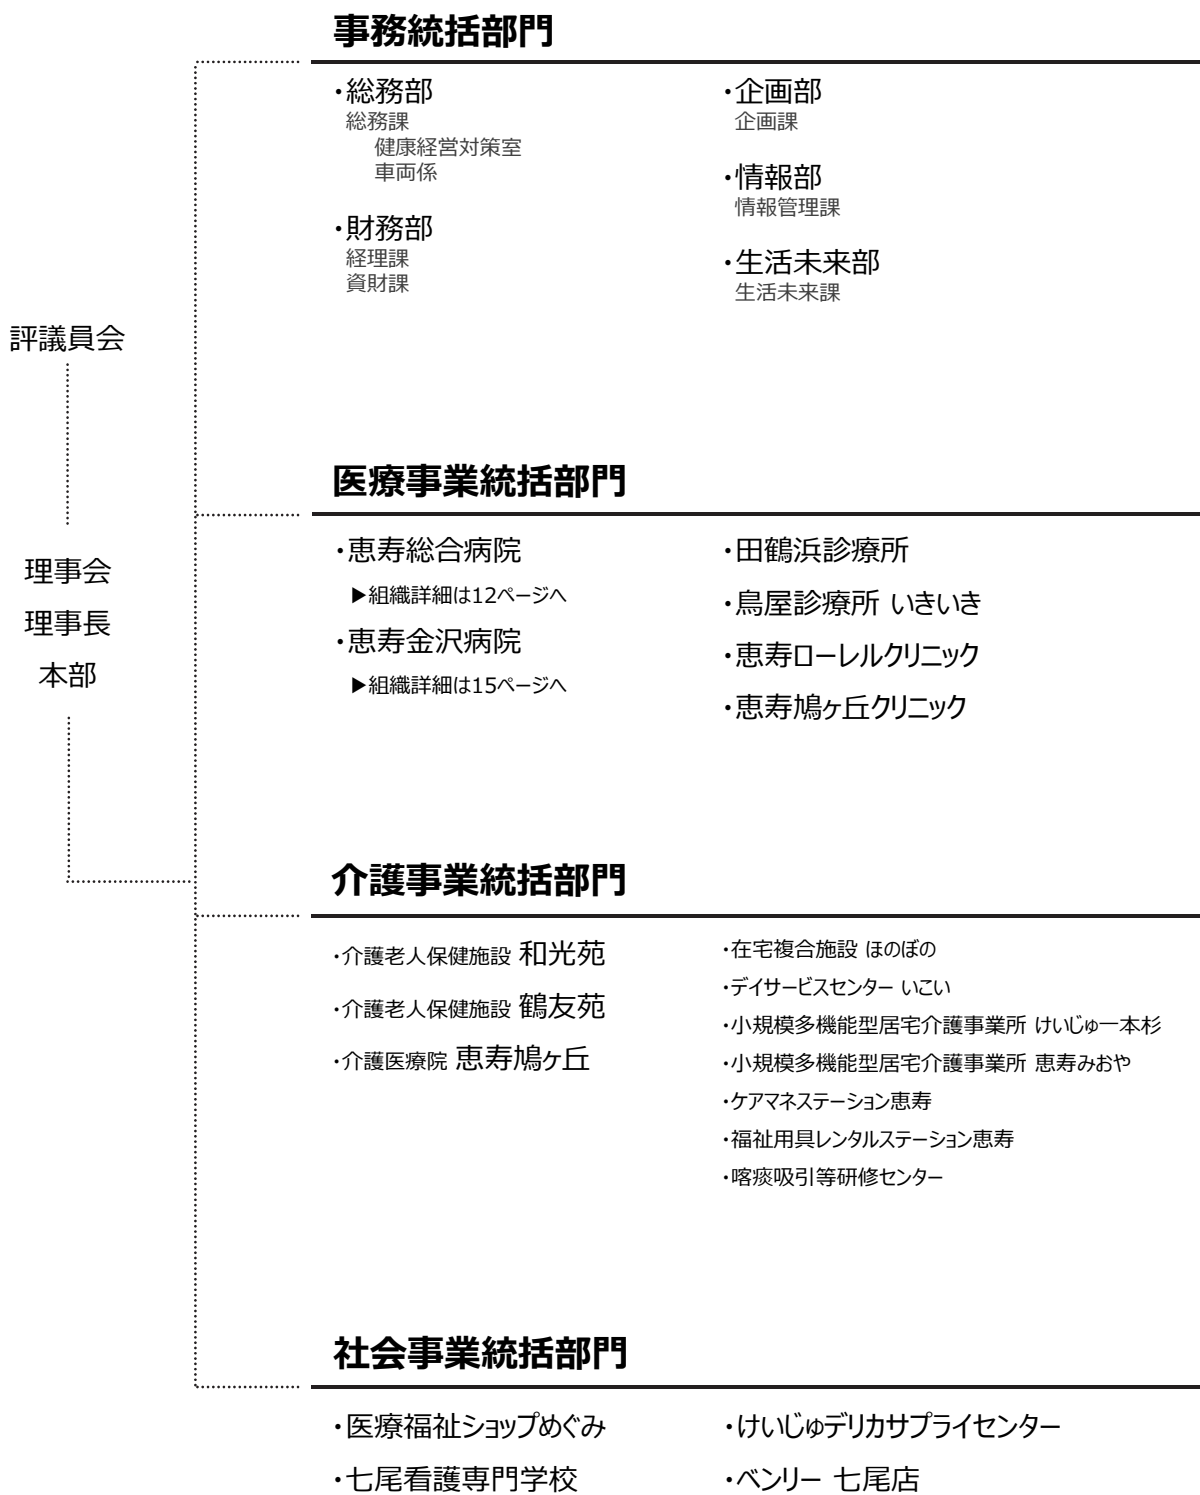 評議員会
理事会
理事長
本部
事務統括部門
・総務部
総務課
健康経営対策室
車両係
・財務部
経理課
資財課
・企画部
企画課
・情報部
情報管理課
・生活未来部
生活未来課
医療事業統括部門
・恵寿総合病院
▶組織詳細は12ページへ
・恵寿金沢病院
▶組織詳細は15ページへ
・田鶴浜診療所
・鳥屋診療所 いきいき
・恵寿ローレルクリニック
・恵寿鳩ヶ丘クリニック
介護事業統括部門
・介護老人保健施設 和光苑
・介護老人保健施設 鶴友苑
・介護医療院 恵寿鳩ヶ丘
・在宅複合施設 ほのぼの
・デイサービスセンター いこい
・小規模多機能型居宅介護事業所 けいじゅ一本杉
・小規模多機能型居宅介護事業所 恵寿みおや
・ケアマネステーション恵寿
・福祉用具レンタルステーション恵寿
・喀痰吸引等研修センター
社会事業統括部門
・医療福祉ショップめぐみ
・七尾看護専門学校
・けいじゅデリカサプライセンター
・ベンリー 七尾店